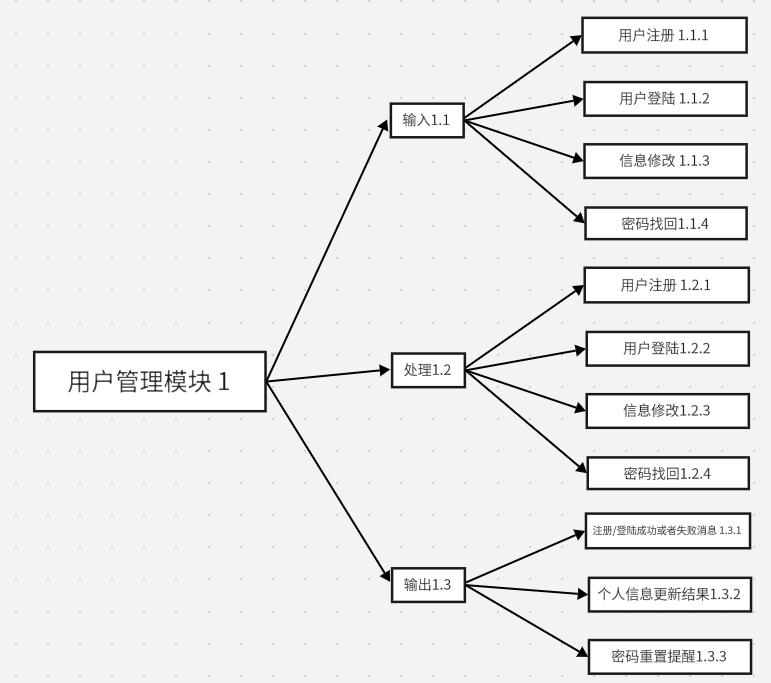 用户管理模块 1
输入1.1
用户注册 1.1.1
用户登陆 1.1.2
信息修改 1.1.3
密码找回1.1.4
处理1.2
用户注册 1.2.1
用户登陆1.2.2
信息修改1.2.3
密码找回1.2.4
输出1.3
注册/登陆成功或者失败消息 1.3.1
个人信息更新结果1.3.2
密码重置提醒1.3.3